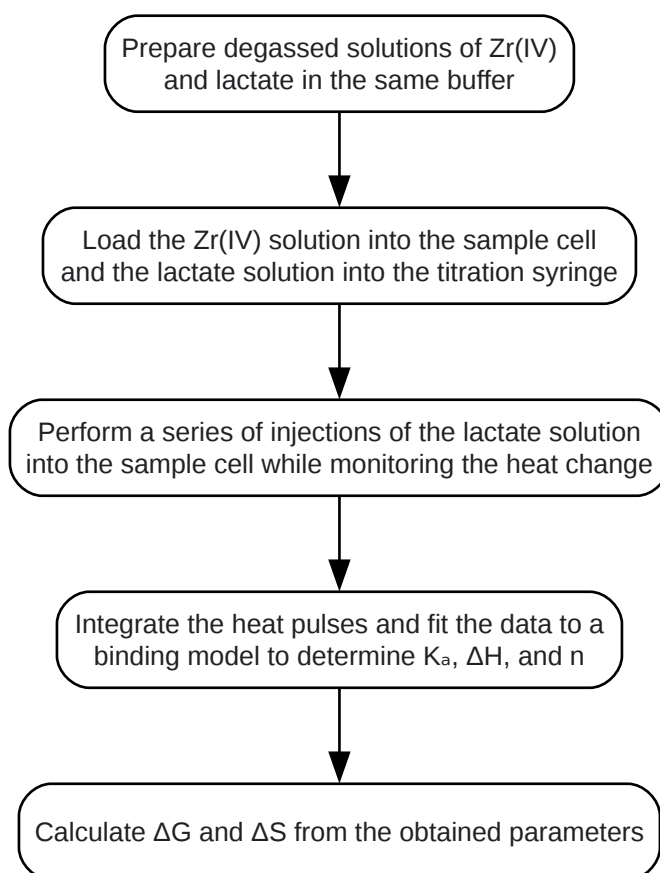 Prepare degassed solutions of Zr(IV)
and lactate in the same buffer
Load the Zr(IV) solution into the sample cell
and the lactate solution into the titration syringe
Perform a series of injections of the lactate solution
into the sample cell while monitoring the heat change
Integrate the heat pulses and fit the data to a
binding model to determine Kₐ, ΔH, and n
Calculate ΔG and ΔS from the obtained parameters